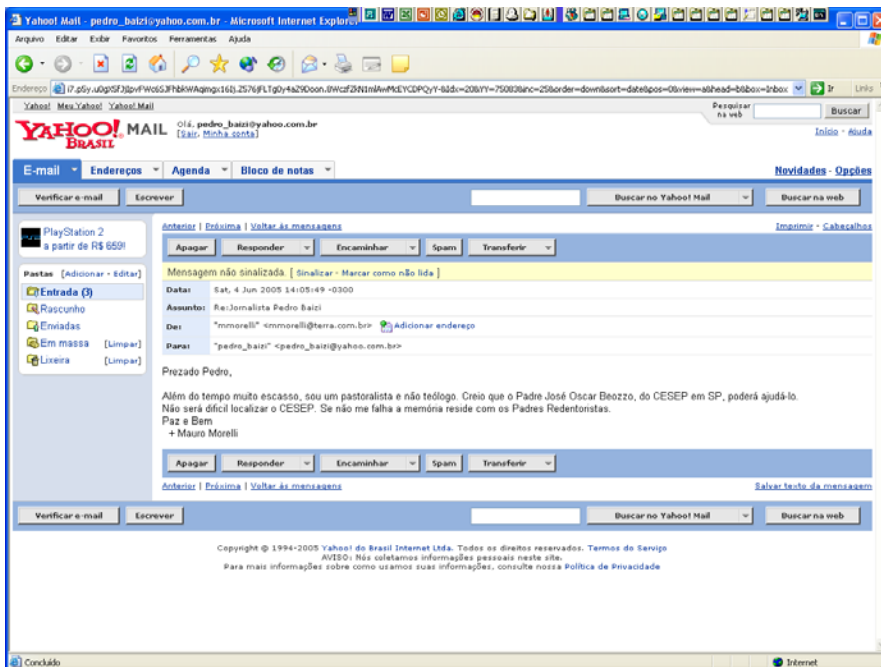 Yahoo! Mail - pedro_baizi@yahoo.com.br - Microsoft Internet Explorer
Arquivo Editar Exibir Favoritos Ferramentas Ajuda
Endereço
Ir Links
Yahoo! Meu Yahoo! Yahoo! Mail
Pesquisar na web Buscar
YAHOO! MAIL
BRASIL
Olá, pedro_baizi@yahoo.com.br
[Sair, Minha conta]
Início - Ajuda
E-mail Endereços Agenda Bloco de notas
Novidades - Opções
Verificar e-mail Escrever Buscar no Yahoo! Mail Buscar na web
PlayStation 2
a partir de R$ 659!
Pastas [Adicionar - Editar]
Entrada (3)
Rascunho
Enviadas
Em massa [Limpar]
Lixeira [Limpar]
Anterior | Próxima | Voltar às mensagens
Imprimir - Cabeçalhos
Apagar Responder Encaminhar Spam Transferir
Mensagem não sinalizada. [ Sinalizar - Marcar como não lida ]
Data: Sat, 4 Jun 2005 14:05:49 -0300
Assunto: Re:Jornalista Pedro Baizi
De: "mmorelli" <mmorelli@terra.com.br> Adicionar endereço
Para: "pedro_baizi" <pedro_baizi@yahoo.com.br>
Prezado Pedro,
Além do tempo muito escasso, sou um pastoralista e não teólogo. Creio que o Padre José Oscar Beozzo, do CESEP em SP, poderá ajudá-lo.
Não será dificil localizar o CESEP. Se não me falha a memória reside com os Padres Redentoristas.
Paz e Bem
+ Mauro Morelli
Apagar Responder Encaminhar Spam Transferir
Anterior | Próxima | Voltar às mensagens
Salvar texto da mensagem
Verificar e-mail Escrever Buscar no Yahoo! Mail Buscar na web
Copyright © 1994-2005 Yahoo! do Brasil Internet Ltda. Todos os direitos reservados. Termos do Serviço
AVISO: Nós coletamos informações pessoais neste site.
Para mais informações sobre como usamos suas informações, consulte nossa Política de Privacidade
Concluído Internet